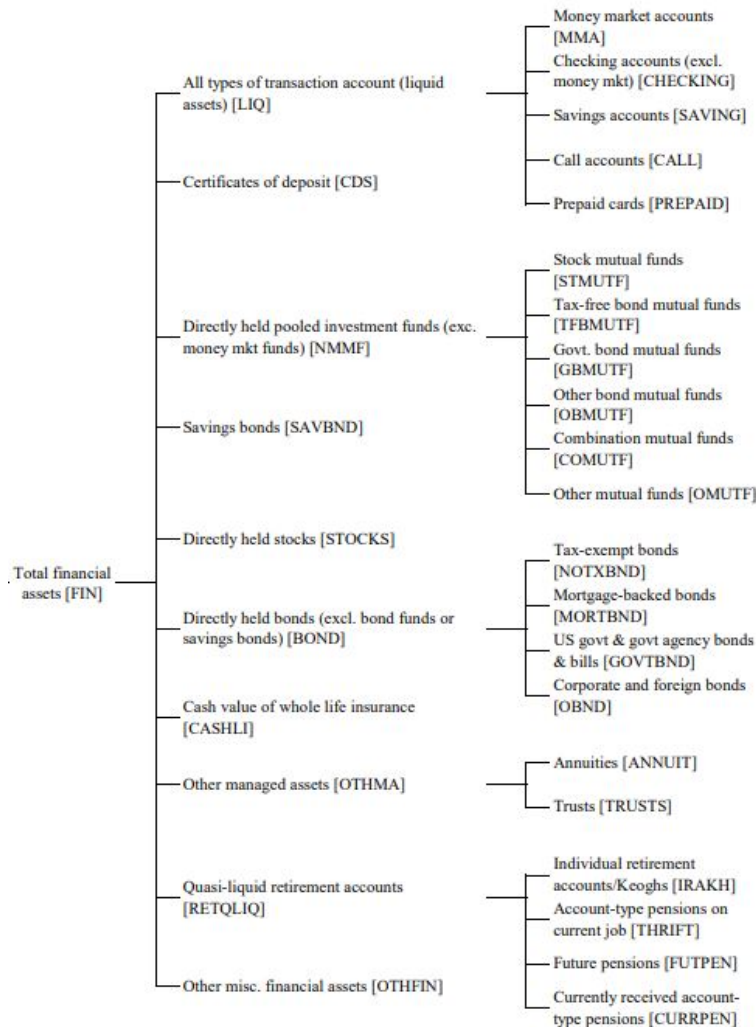 Total financial
assets [FIN]
All types of transaction account (liquid
assets) [LIQ]
Certificates of deposit [CDS]
Directly held pooled investment funds (exc.
money mkt funds) [NMMF]
Savings bonds [SAVBND]
Directly held stocks [STOCKS]
Directly held bonds (excl. bond funds or
savings bonds) [BOND]
Cash value of whole life insurance
[CASHLI]
Other managed assets [OTHMA]
Quasi-liquid retirement accounts
[RETQLIQ]
Other misc. financial assets [OTHFIN]
Money market accounts
[MMA]
Checking accounts (excl.
money mkt) [CHECKING]
Savings accounts [SAVING]
Call accounts [CALL]
Prepaid cards [PREPAID]
Stock mutual funds
[STMUTF]
Tax-free bond mutual funds
[TFBMUTF]
Govt. bond mutual funds
[GBMUTF]
Other bond mutual funds
[OBMUTF]
Combination mutual funds
[COMUTF]
Other mutual funds [OMUTF]
Tax-exempt bonds
[NOTXBND]
Mortgage-backed bonds
[MORTBND]
US govt & govt agency bonds
& bills [GOVTBND]
Corporate and foreign bonds
[OBND]
Annuities [ANNUIT]
Trusts [TRUSTS]
Individual retirement
accounts/Keoghs [IRAKH]
Account-type pensions on
current job [THRIFT]
Future pensions [FUTPEN]
Currently received account-
type pensions [CURRPEN]